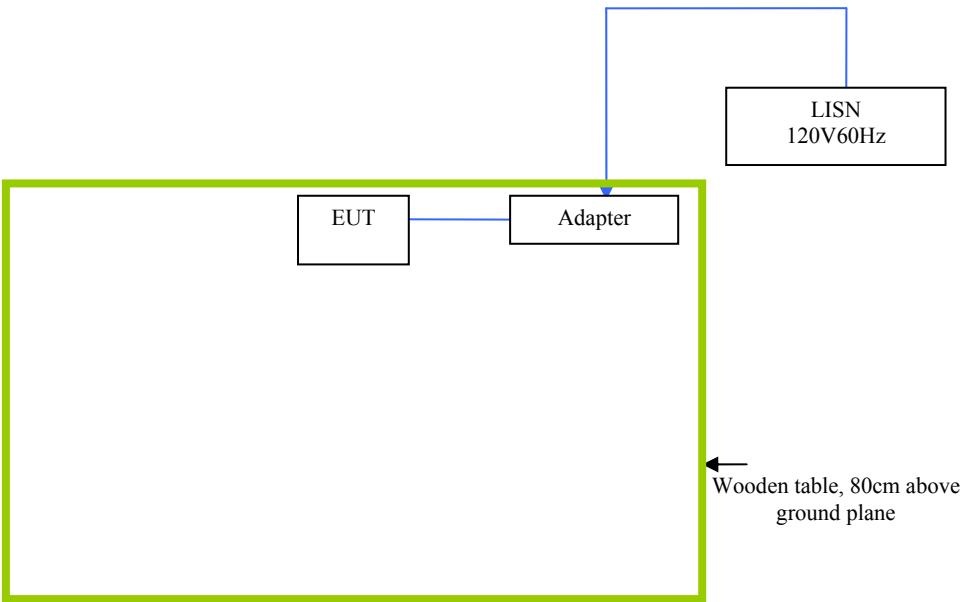 LISN
120V60Hz
EUT
Adapter
Wooden table, 80cm above
ground plane